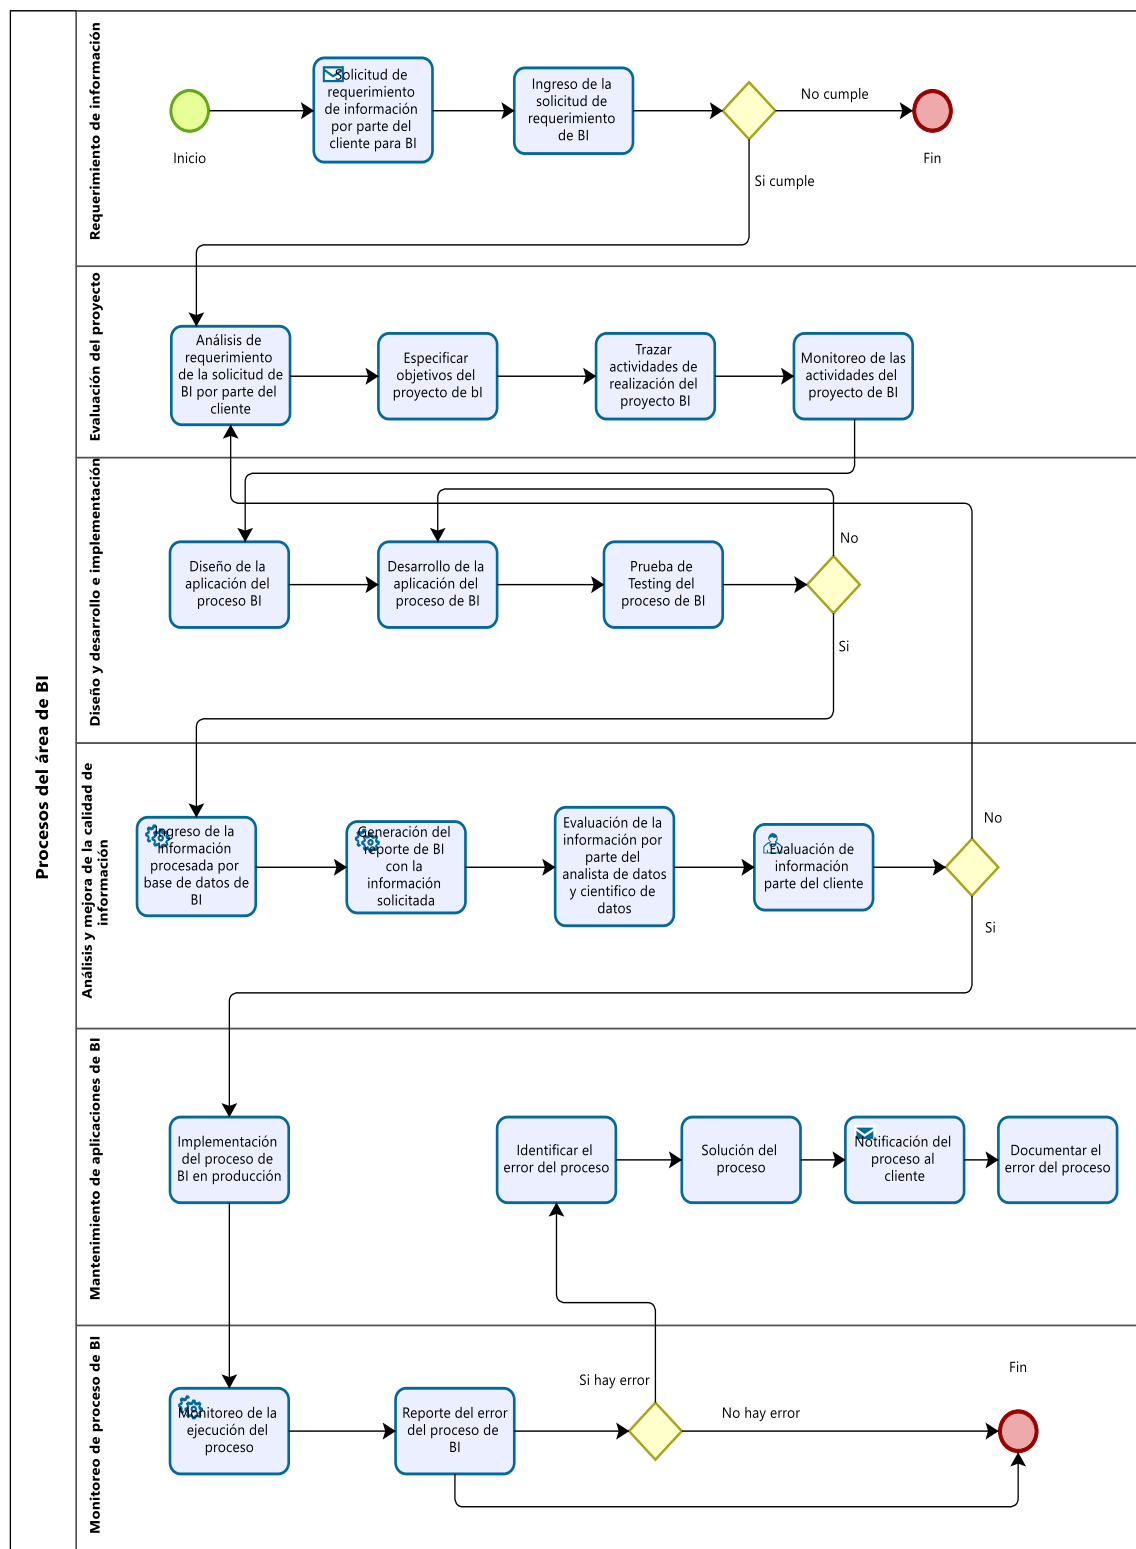 Procesos del área de BI
Requerimiento de información
Inicio
Solicitud de
requerimiento
de información
por parte del
cliente para BI
Ingreso de la
solicitud de
requerimiento
de BI
No cumple
Si cumple
Fin
Evaluación del proyecto
Análisis de
requerimiento
de la solicitud de
BI por parte del
cliente
Especificar
objetivos del
proyecto de bI
Trazar
actividades de
realización del
proyecto BI
Monitoreo de las
actividades del
proyecto de BI
Diseño y desarrollo e implementación
Diseño de la
aplicación del
proceso BI
Desarrollo de la
aplicación del
proceso de BI
Prueba de
Testing del
proceso de BI
No
Si
Análisis y mejora de la calidad de
información
Ingreso de la
información
procesada por
base de datos de
BI
Generación del
reporte de BI
con la
información
solicitada
Evaluación de la
información por
parte del
analista de datos
y cientifico de
datos
Evaluación de
información
parte del cliente
No
Si
Mantenimiento de aplicaciones de BI
Implementación
del proceso de
BI en producción
Identificar el
error del proceso
Solución del
proceso
Notificación del
proceso al
cliente
Documentar el
error del proceso
Monitoreo de proceso de BI
Monitoreo de la
ejecución del
proceso
Reporte del error
del proceso de
BI
Si hay error
No hay error
Fin